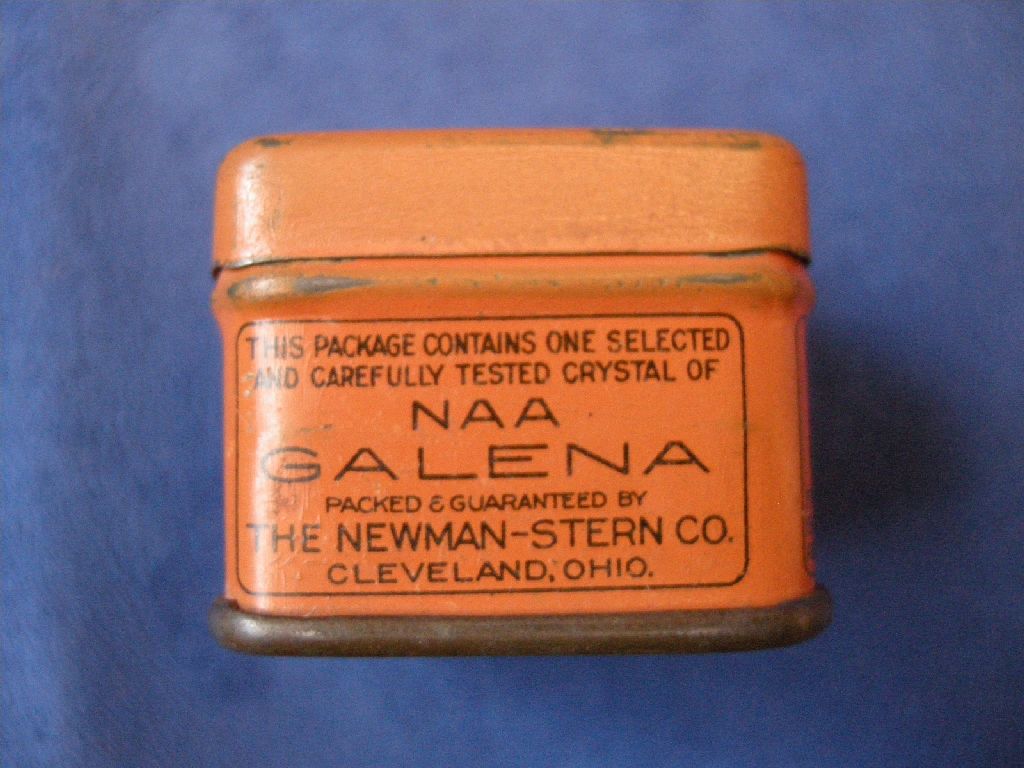 THIS PACKAGE CONTAINS ONE SELECTED
AND CAREFULLY TESTED CRYSTAL OF
NAA
GALENA
PACKED & GUARANTEED BY
THE NEWMAN-STERN CO.
CLEVELAND, OHIO.